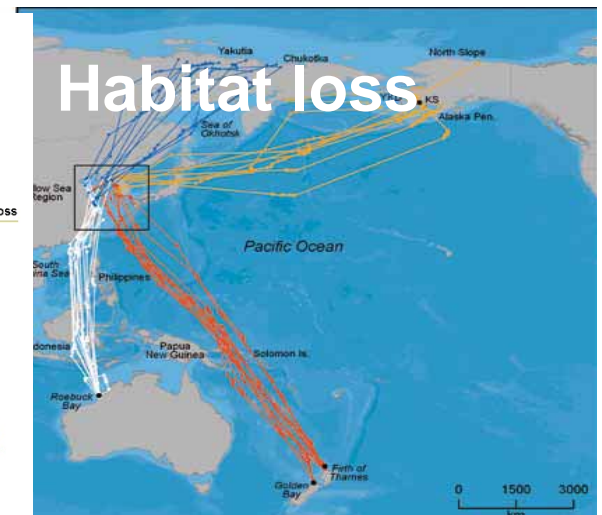 Yakutia
Chukotka
North Slope
Habitat loss
YKD
KS
Alaska Pen.
Sea of
Okhotsk
low Sea
Region
oss
Pacific Ocean
South
na Sea
Philippines
donesia
Papua
New Guinea
Solomon Is.
Roebuck
Bay
Firth of
Thames
Golden
Bay
0 1500 3000
km